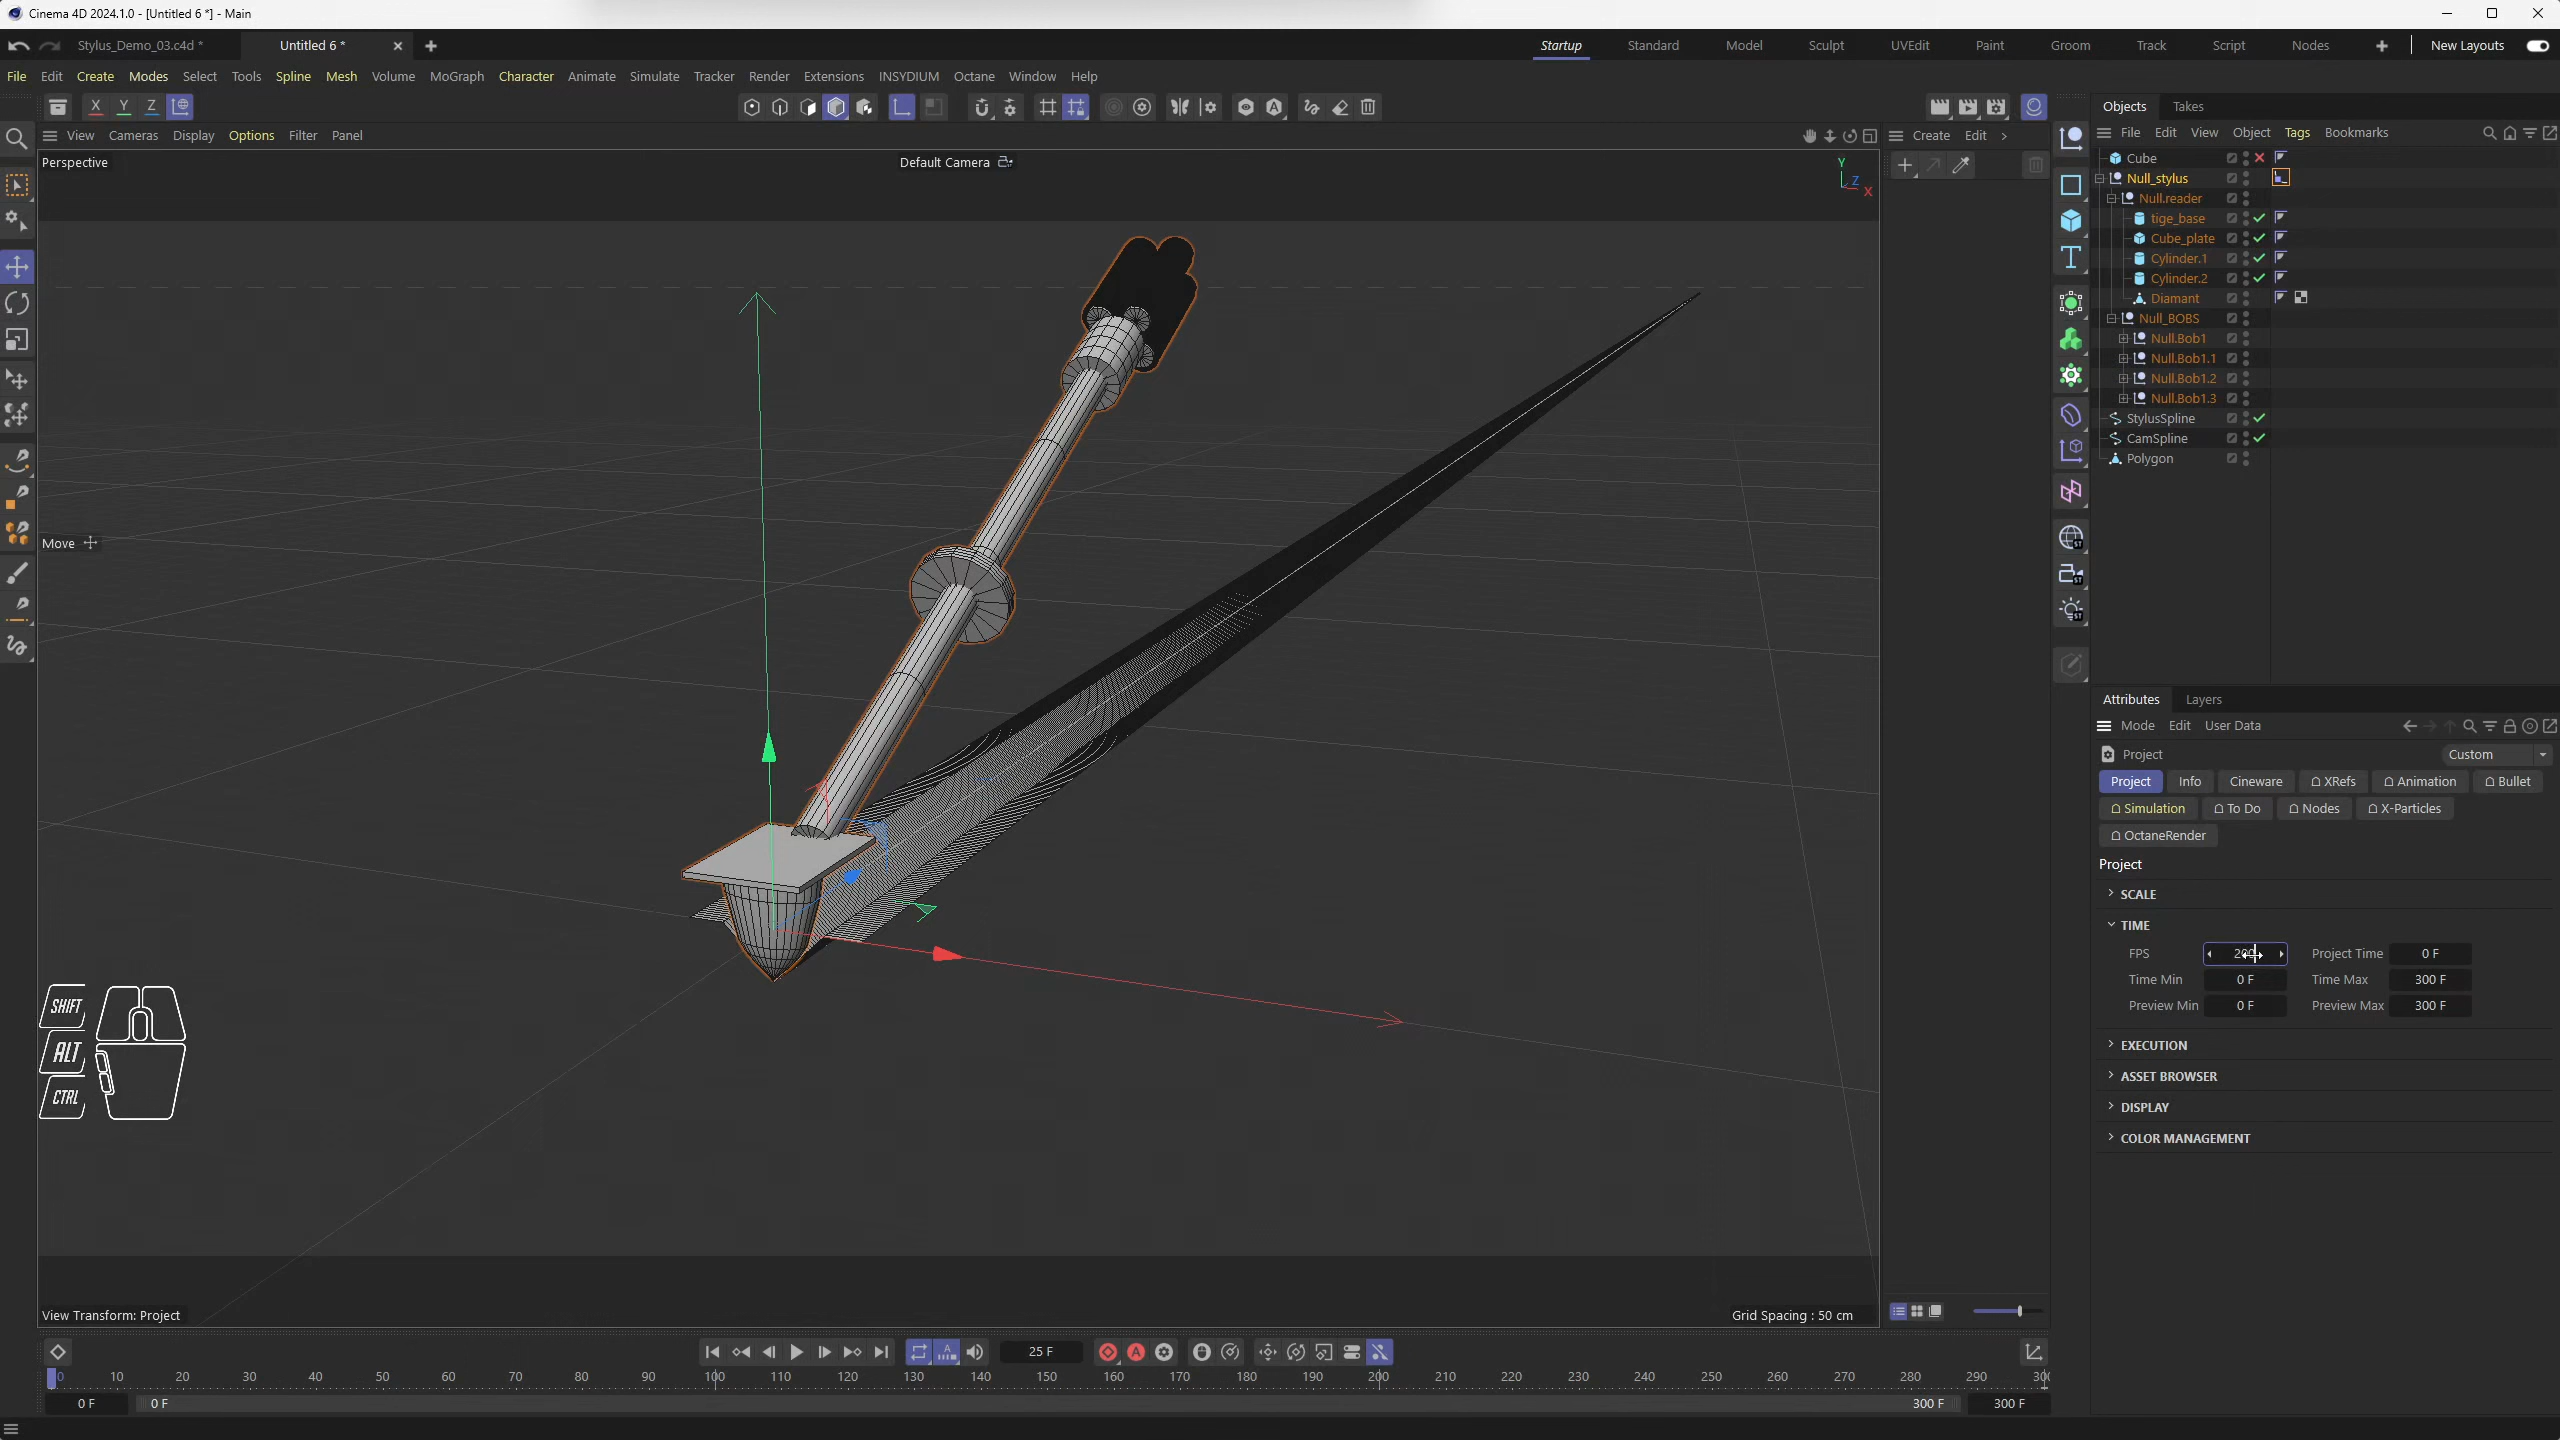 Cinema 4D 2024.1.0 - [Untitled 6 *] - Main
Stylus_Demo_03.c4d * Untitled 6 * Startup Standard Model Sculpt UVEdit Paint Groom Track Script Nodes New Layouts
File Edit Create Modes Select Tools Spline Mesh Volume MoGraph Character Animate Simulate Tracker Render Extensions INSYDIUM Octane Window Help
X Y Z Objects Takes
View Cameras Display Options Filter Panel Create Edit File Edit View Object Tags Bookmarks
Perspective Default Camera
Y Z X
Cube
Null_stylus
Null.reader
tige_base
Cube_plate
Cylinder.1
Cylinder.2
Diamant
Null_BOBS
Null.Bob1
Null.Bob1.1
Null.Bob1.2
Null.Bob1.3
StylusSpline
CamSpline
Polygon
Move
Attributes Layers
Mode Edit User Data
Project Custom
Project Info Cineware XRefs Animation Bullet
Simulation To Do Nodes X-Particles
OctaneRender
Project
SCALE
TIME
FPS Project Time 0 F
Time Min 0 F Time Max 300 F
Preview Min 0 F Preview Max 300 F
EXECUTION
ASSET BROWSER
DISPLAY
COLOR MANAGEMENT
SHIFT
ALT
CTRL
View Transform: Project Grid Spacing : 50 cm
25 F
0 10 20 30 40 50 60 70 80 90 100 110 120 130 140 150 160 170 180 190 200 210 220 230 240 250 260 270 280 290
0 F 0 F 300 F 300 F